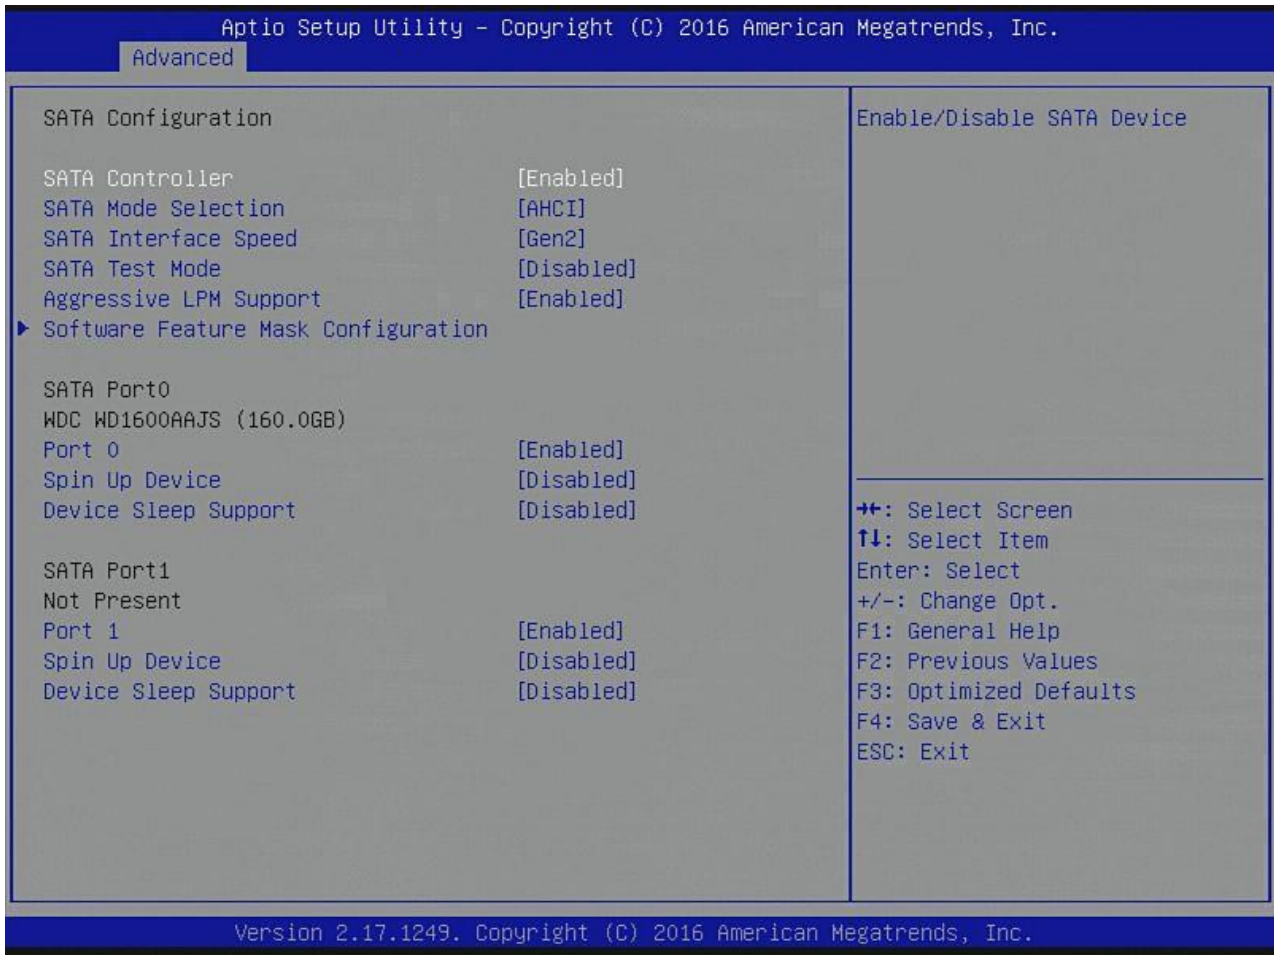 Aptio Setup Utility – Copyright (C) 2016 American Megatrends, Inc.
Advanced
SATA Configuration
SATA Controller [Enabled]
SATA Mode Selection [AHCI]
SATA Interface Speed [Gen2]
SATA Test Mode [Disabled]
Aggressive LPM Support [Enabled]
Software Feature Mask Configuration
SATA Port0
WDC WD1600AAJS (160.0GB)
Port 0 [Enabled]
Spin Up Device [Disabled]
Device Sleep Support [Disabled]
SATA Port1
Not Present
Port 1 [Enabled]
Spin Up Device [Disabled]
Device Sleep Support [Disabled]
Enable/Disable SATA Device
→←: Select Screen
↑↓: Select Item
Enter: Select
+/-: Change Opt.
F1: General Help
F2: Previous Values
F3: Optimized Defaults
F4: Save & Exit
ESC: Exit
Version 2.17.1249. Copyright (C) 2016 American Megatrends, Inc.